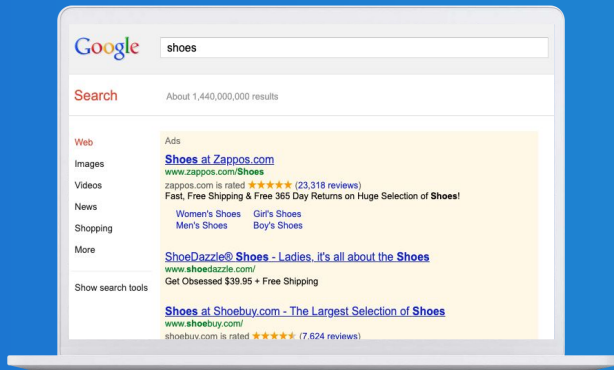 Google
shoes
Search
About 1,440,000,000 results
Web
Images
Videos
News
Shopping
More
Show search tools
Ads
Shoes at Zappos.com
www.zappos.com/Shoes
zappos.com is rated ★★★★★ (23,318 reviews)
Fast, Free Shipping & Free 365 Day Returns on Huge Selection of Shoes!
Women's Shoes Girl's Shoes
Men's Shoes Boy's Shoes
ShoeDazzle® Shoes - Ladies, it's all about the Shoes
www.shoedazzle.com/
Get Obsessed $39.95 + Free Shipping
Shoes at Shoebuy.com - The Largest Selection of Shoes
www.shoebuy.com/
shoebuy.com is rated ★★★★⯪ (7,624 reviews)